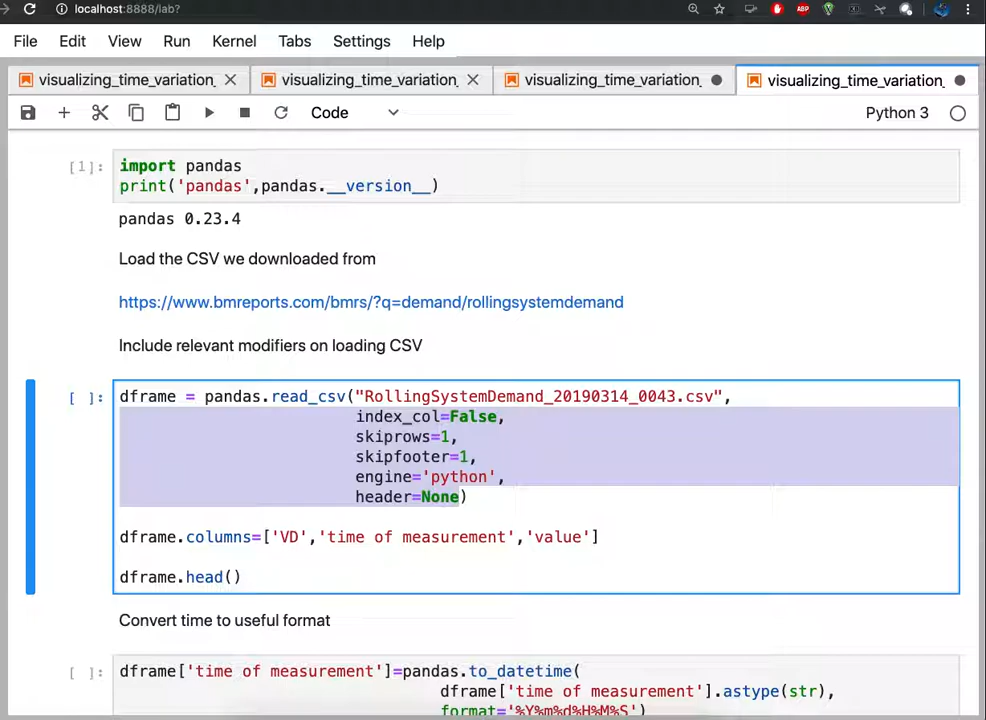 localhost:8888/lab?
ABP
File Edit View Run Kernel Tabs Settings Help
visualizing_time_variation_ visualizing_time_variation_ visualizing_time_variation_ visualizing_time_variation_
Code Python 3
[1]: import pandas
print('pandas',pandas.__version__)
pandas 0.23.4
Load the CSV we downloaded from
https://www.bmreports.com/bmrs/?q=demand/rollingsystemdemand
Include relevant modifiers on loading CSV
[ ]: dframe = pandas.read_csv("RollingSystemDemand_20190314_0043.csv",
index_col=False,
skiprows=1,
skipfooter=1,
engine='python',
header=None)
dframe.columns=['VD','time of measurement','value']
dframe.head()
Convert time to useful format
[ ]: dframe['time of measurement']=pandas.to_datetime(
dframe['time of measurement'].astype(str),
format='%Y%m%d%H%M%S')